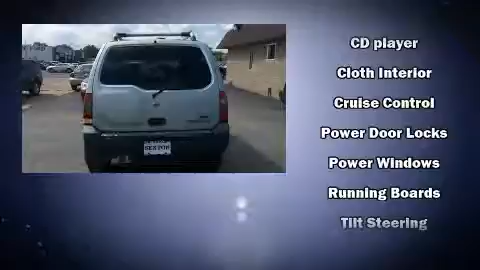 CD player
Cloth Interior
Cruise Control
Power Door Locks
Power Windows
Running Boards
Tilt Steering